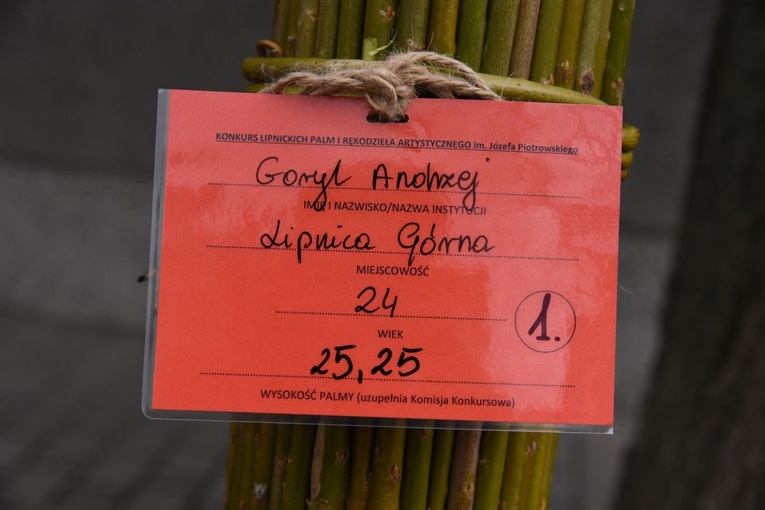 KONKURS LIPNICKICH PALM I RĘKODZIEŁA ARTYSTYCZNEGO im. Józefa Piotrowskiego
Goryl Andrzej
IMIĘ I NAZWISKO/NAZWA INSTYTUCJI
Lipnica Górna
MIEJSCOWOŚĆ
24
1.
WIEK
25,25
WYSOKOŚĆ PALMY (uzupełnia Komisja Konkursowa)